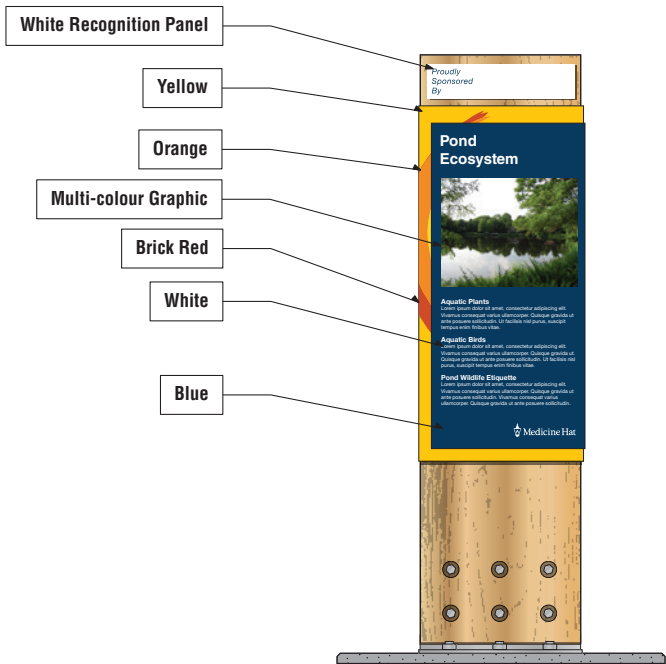 White Recognition Panel
Proudly
Sponsored
By
Yellow
Orange
Multi-colour Graphic
Brick Red
White
Blue
Pond
Ecosystem
Aquatic Plants
Lorem ipsum dolor sit amet, consectetur adipiscing elit.
Vivamus consequat varius ullamcorper. Quisque gravida ut
ante posuere sollicitudin. Ut facilisis nisl purus, suscipit
tempus enim finibus vitae.
Aquatic Birds
Lorem ipsum dolor sit amet, consectetur adipiscing elit.
Vivamus consequat varius ullamcorper. Quisque gravida ut.
Quisque gravida ut ante posuere sollicitudin. Ut facilisis nisl
purus, suscipit tempus enim finibus vitae.
Pond Wildlife Etiquette
Lorem ipsum dolor sit amet, consectetur adipiscing elit.
Vivamus consequat varius ullamcorper. Quisque gravida ut
ante posuere sollicitudin. Vivamus consequat varius
ullamcorper. Quisque gravida ut ante posuere sollicitudin.
Medicine Hat